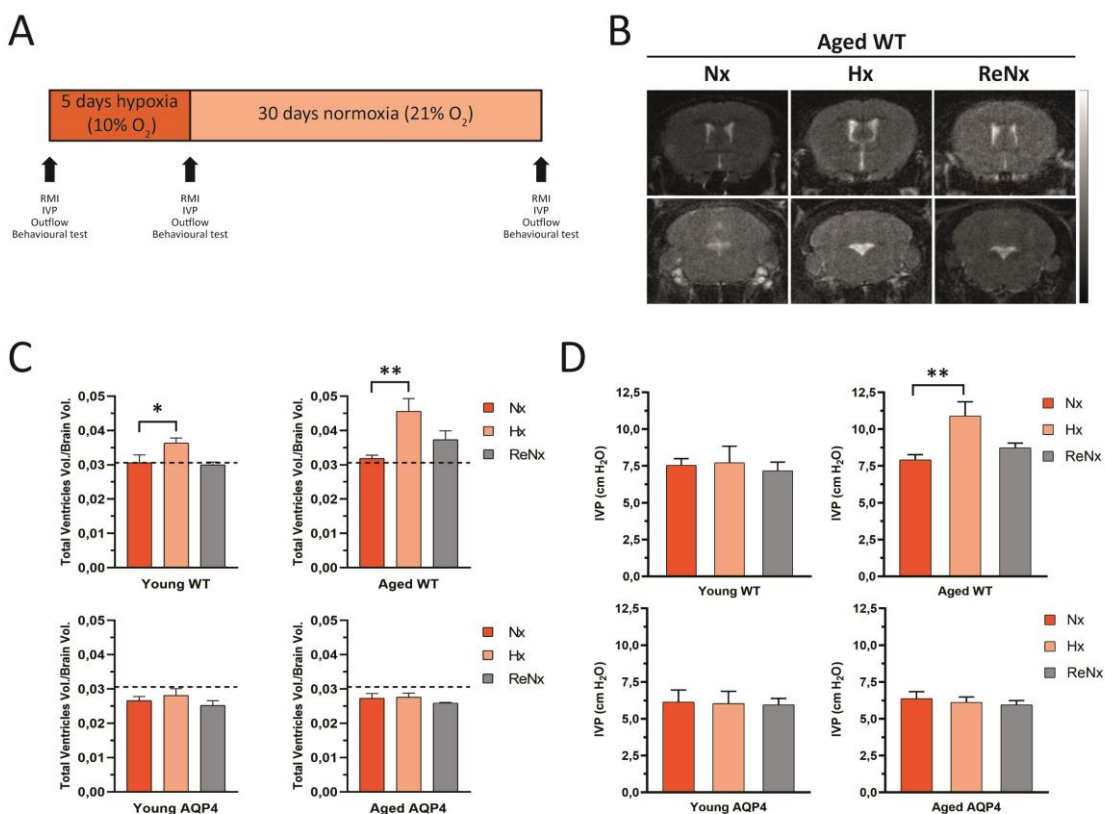 A
5 days hypoxia
(10% O₂)
30 days normoxia (21% O₂)
RMI
IVP
Outflow
Behavioural test
RMI
IVP
Outflow
Behavioural test
RMI
IVP
Outflow
Behavioural test
B
Aged WT
Nx Hx ReNx
C
Total Ventricles Vol./Brain Vol.
0,05
0,04
0,03
0,02
0,01
0,00
*
Young WT
Total Ventricles Vol./Brain Vol.
0,05
0,04
0,03
0,02
0,01
0,00
**
Aged WT
Nx
Hx
ReNx
Total Ventricles Vol./Brain Vol.
0,05
0,04
0,03
0,02
0,01
0,00
Young AQP4
Total Ventricles Vol./Brain Vol.
0,05
0,04
0,03
0,02
0,01
0,00
Aged AQP4
Nx
Hx
ReNx
D
IVP (cm H₂O)
12,5
10,0
7,5
5,0
2,5
0,0
Young WT
IVP (cm H₂O)
12,5
10,0
7,5
5,0
2,5
0,0
**
Aged WT
Nx
Hx
ReNx
IVP (cm H₂O)
12,5
10,0
7,5
5,0
2,5
0,0
Young AQP4
IVP (cm H₂O)
12,5
10,0
7,5
5,0
2,5
0,0
Aged AQP4
Nx
Hx
ReNx